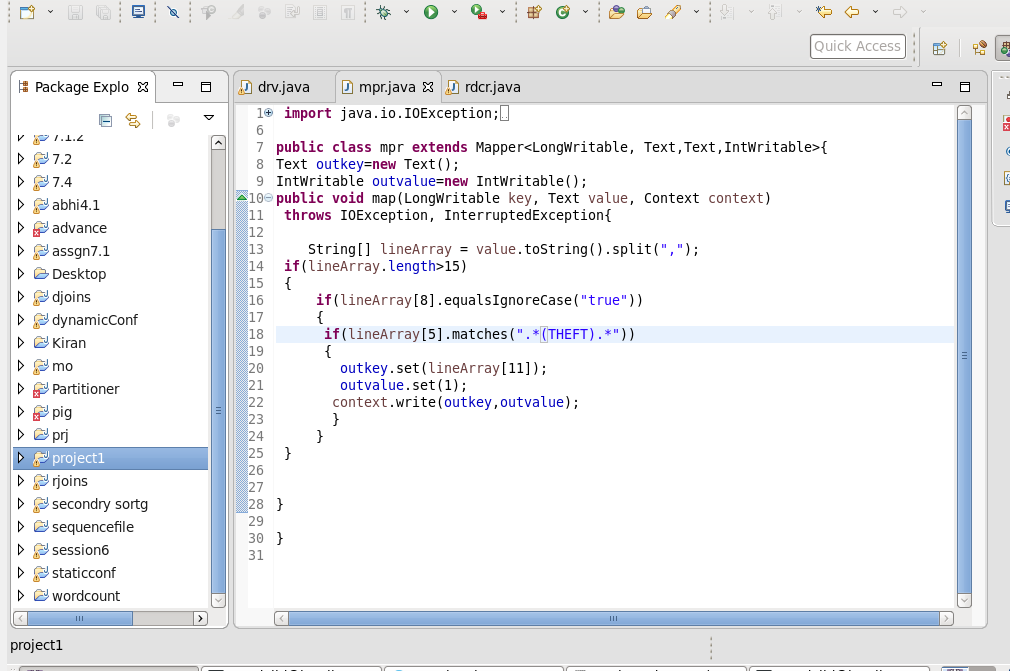 Quick Access
Package Explo
7.1.2
7.2
7.4
abhi4.1
advance
assgn7.1
Desktop
djoins
dynamicConf
Kiran
mo
Partitioner
pig
prj
project1
rjoins
secondry sortg
sequencefile
session6
staticconf
wordcount
drv.java
mpr.java
rdcr.java
1 import java.io.IOException;
6
7 public class mpr extends Mapper<LongWritable, Text,Text,IntWritable>{
8 Text outkey=new Text();
9 IntWritable outvalue=new IntWritable();
10 public void map(LongWritable key, Text value, Context context)
11 throws IOException, InterruptedException{
12
13 String[] lineArray = value.toString().split(",");
14 if(lineArray.length>15)
15 {
16 if(lineArray[8].equalsIgnoreCase("true"))
17 {
18 if(lineArray[5].matches(".*(THEFT).*"))
19 {
20 outkey.set(lineArray[11]);
21 outvalue.set(1);
22 context.write(outkey,outvalue);
23 }
24 }
25 }
26
27
28 }
29
30 }
31
project1